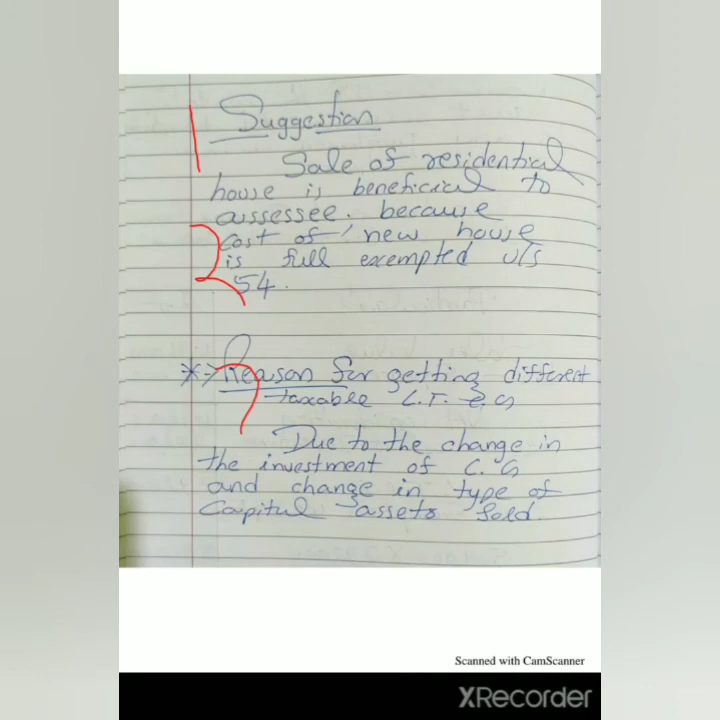 Suggestion
Sale of residential
house is beneficial to
assessee. because
cost of new house
is full exempted u/s
54.
*→ Reason for getting different
taxable L.T.C.G
Due to the change in
the investment of C.G
and change in type of
Capital assets sold.
Scanned with CamScanner
XRecorder